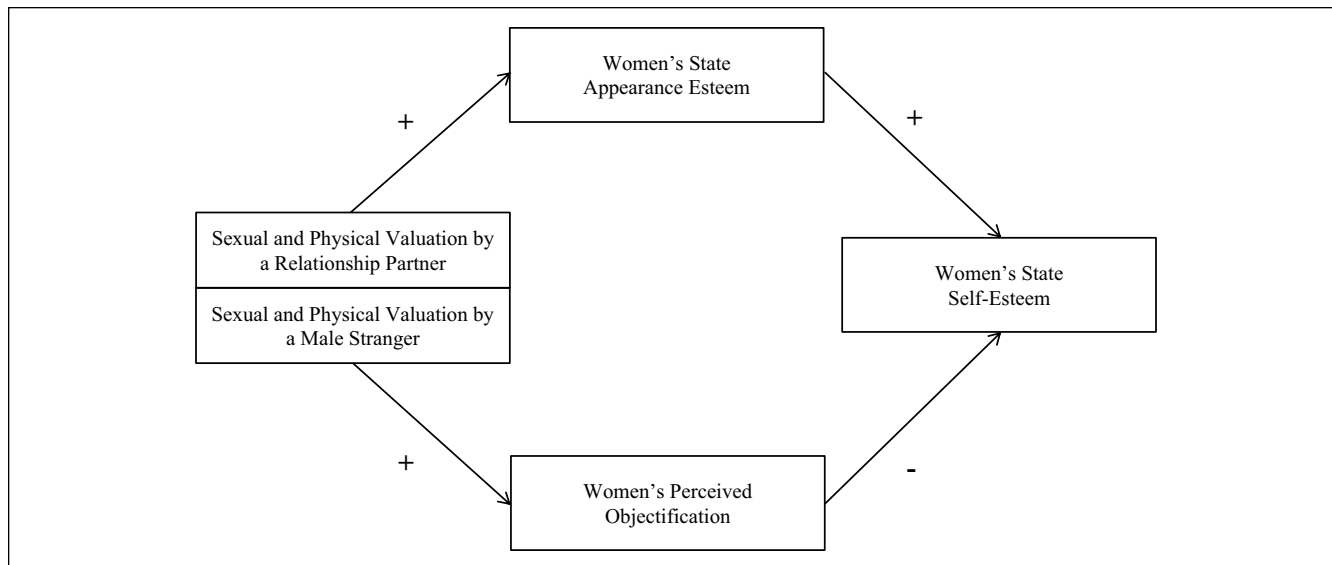 Women’s State
Appearance Esteem
+
+
Sexual and Physical Valuation by
a Relationship Partner
Sexual and Physical Valuation by
a Male Stranger
Women’s State
Self-Esteem
+
-
Women’s Perceived
Objectification